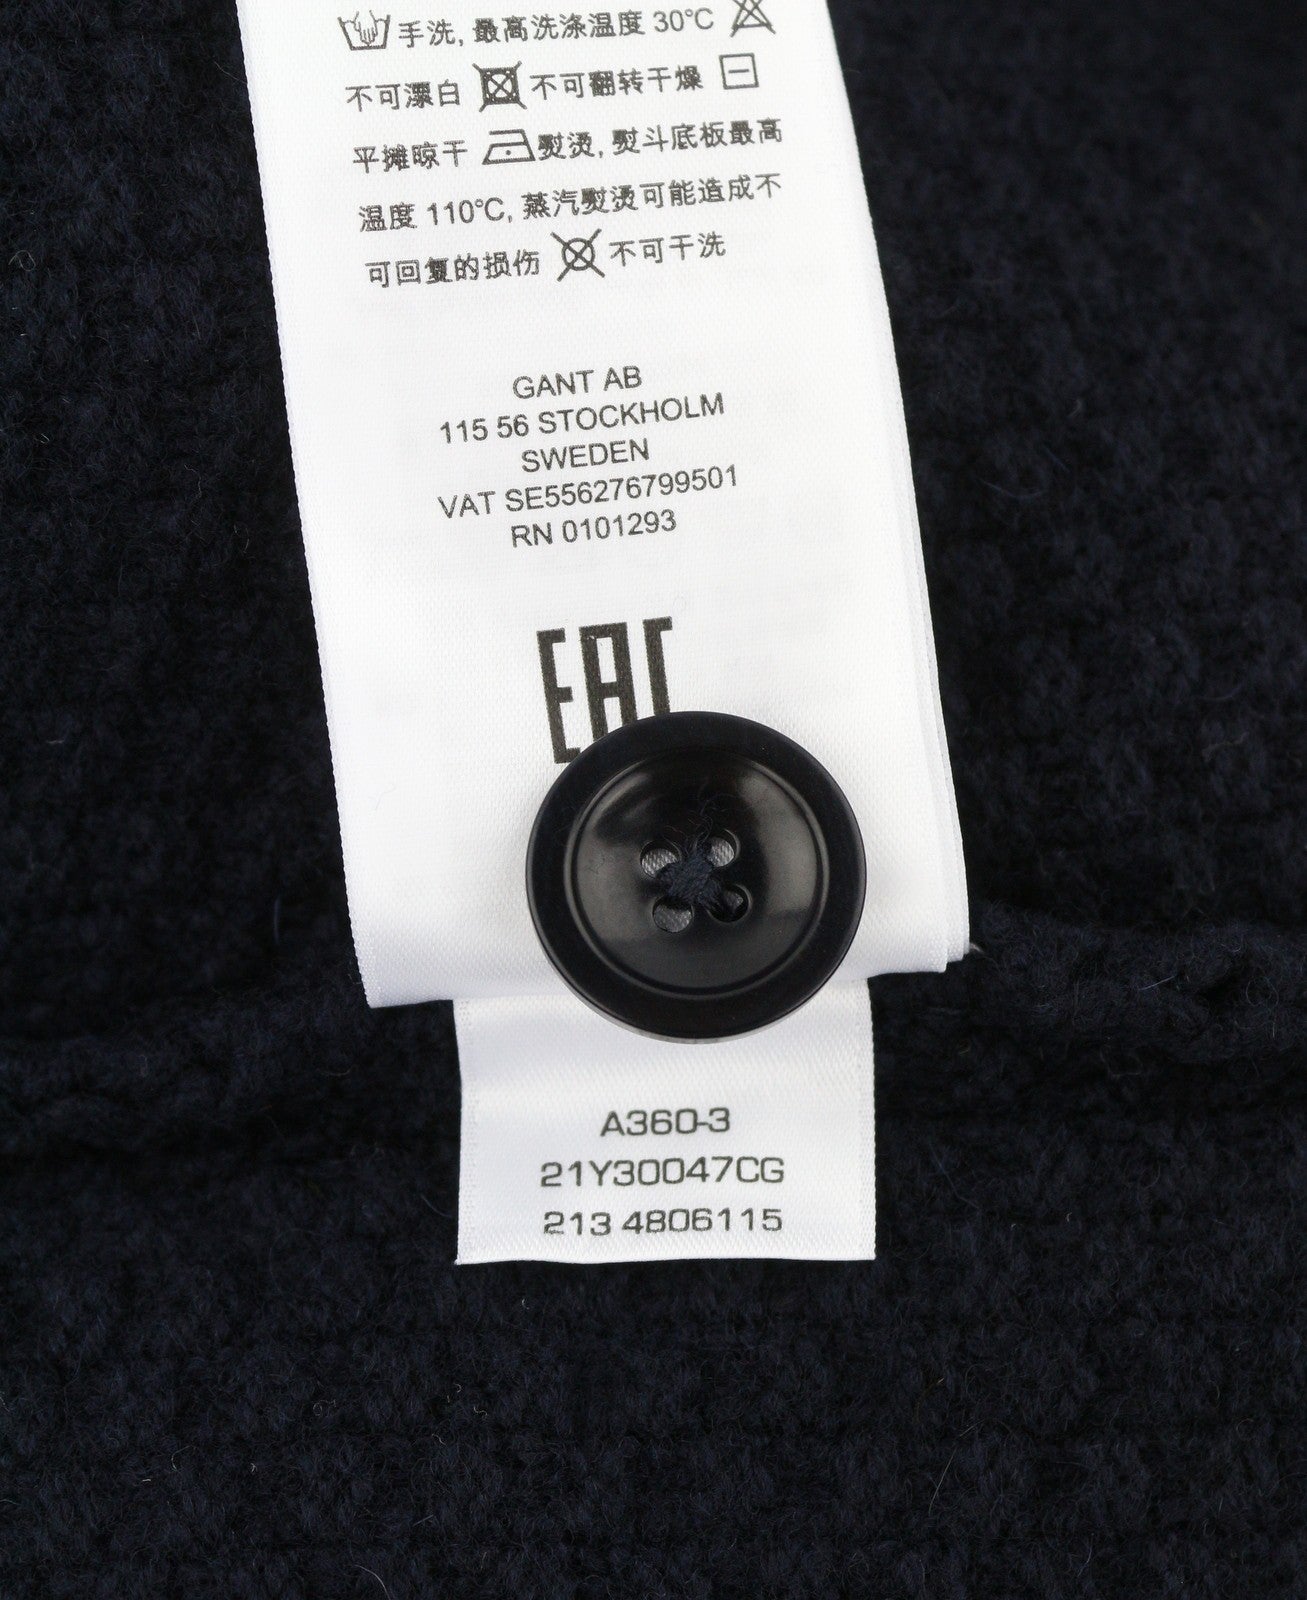 手洗, 最高洗涤温度 30°C
不可漂白 不可翻转干燥
平摊晾干 熨烫, 熨斗底板最高
温度 110°C, 蒸汽熨烫可能造成不
可回复的损伤 不可干洗
GANT AB
115 56 STOCKHOLM
SWEDEN
VAT SE556276799501
RN 0101293
EAC
A360-3
21Y30047CG
213 4806115